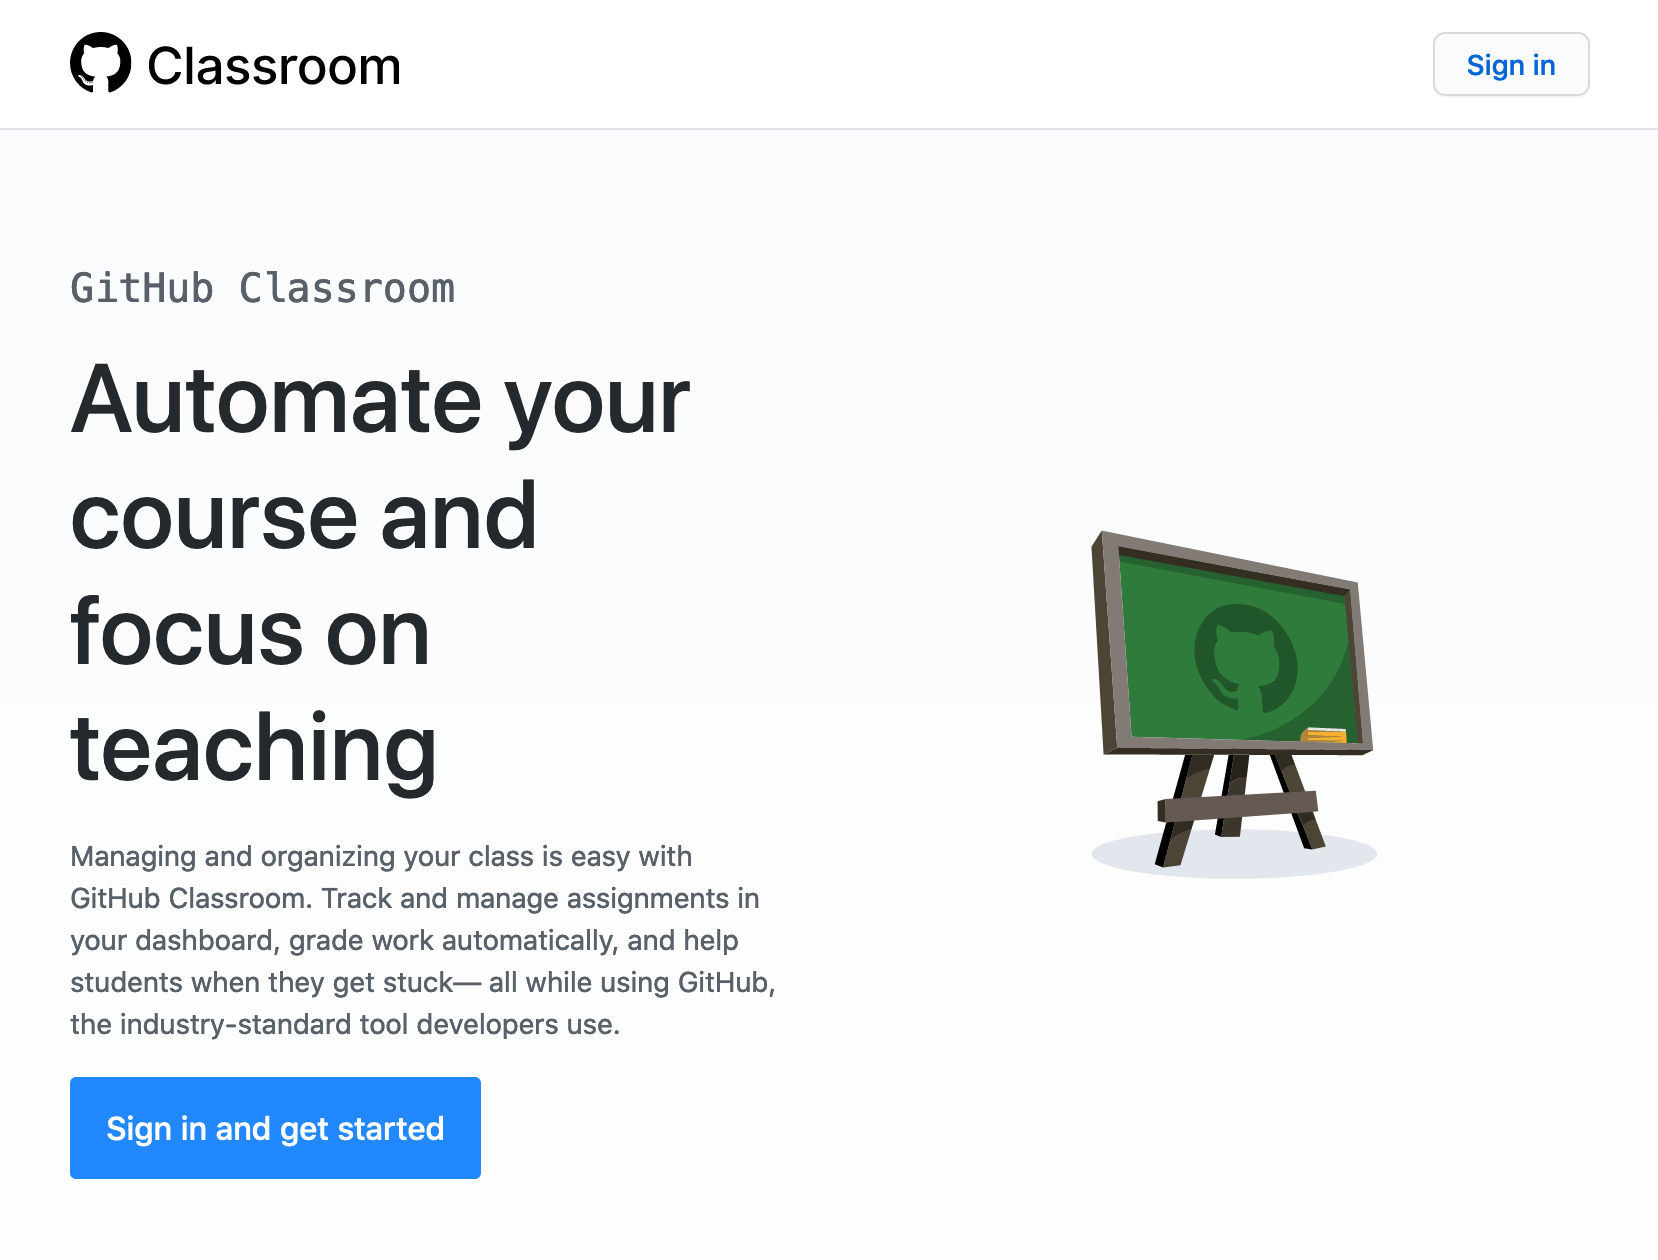 Classroom
Sign in
GitHub Classroom
Automate your
course and
focus on
teaching
Managing and organizing your class is easy with
GitHub Classroom. Track and manage assignments in
your dashboard, grade work automatically, and help
students when they get stuck— all while using GitHub,
the industry-standard tool developers use.
Sign in and get started